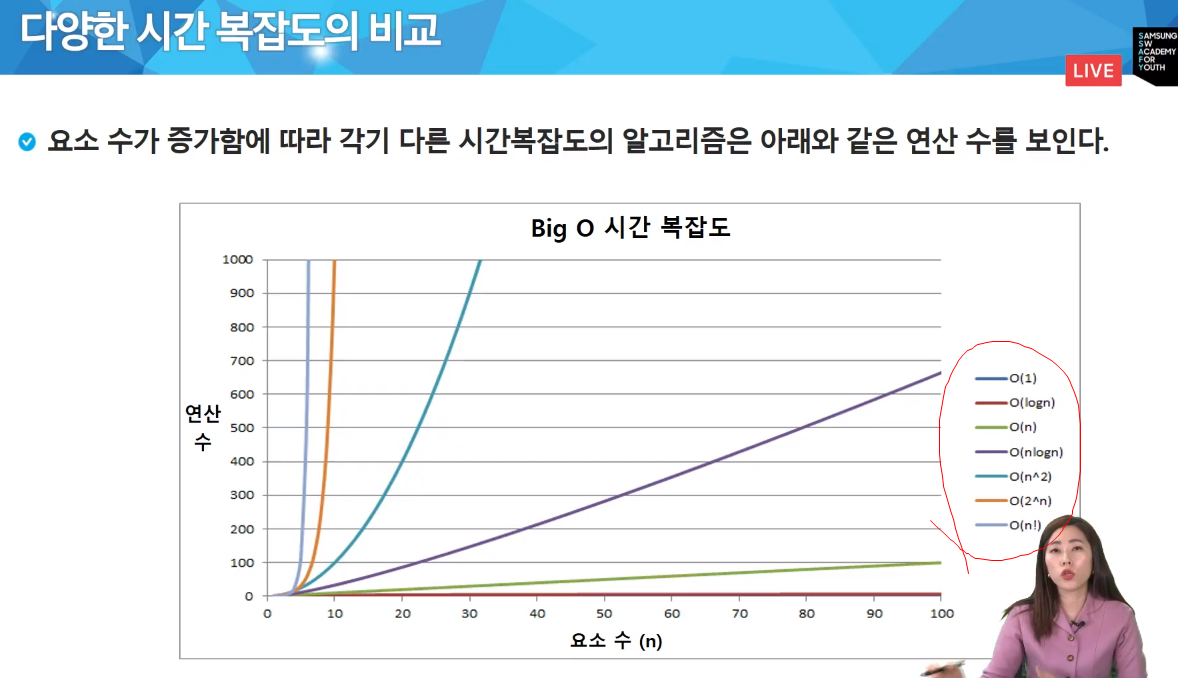 다양한 시간 복잡도의 비교
SAMSUNG
SW
ACADEMY
FOR
YOUTH
LIVE
요소 수가 증가함에 따라 각기 다른 시간복잡도의 알고리즘은 아래와 같은 연산 수를 보인다.
Big O 시간 복잡도
1000
900
800
700
600
500
400
300
200
100
0
연산
수
0 10 20 30 40 50 60 70 80 90 100
요소 수 (n)
O(1)
O(logn)
O(n)
O(nlogn)
O(n^2)
O(2^n)
O(n!)